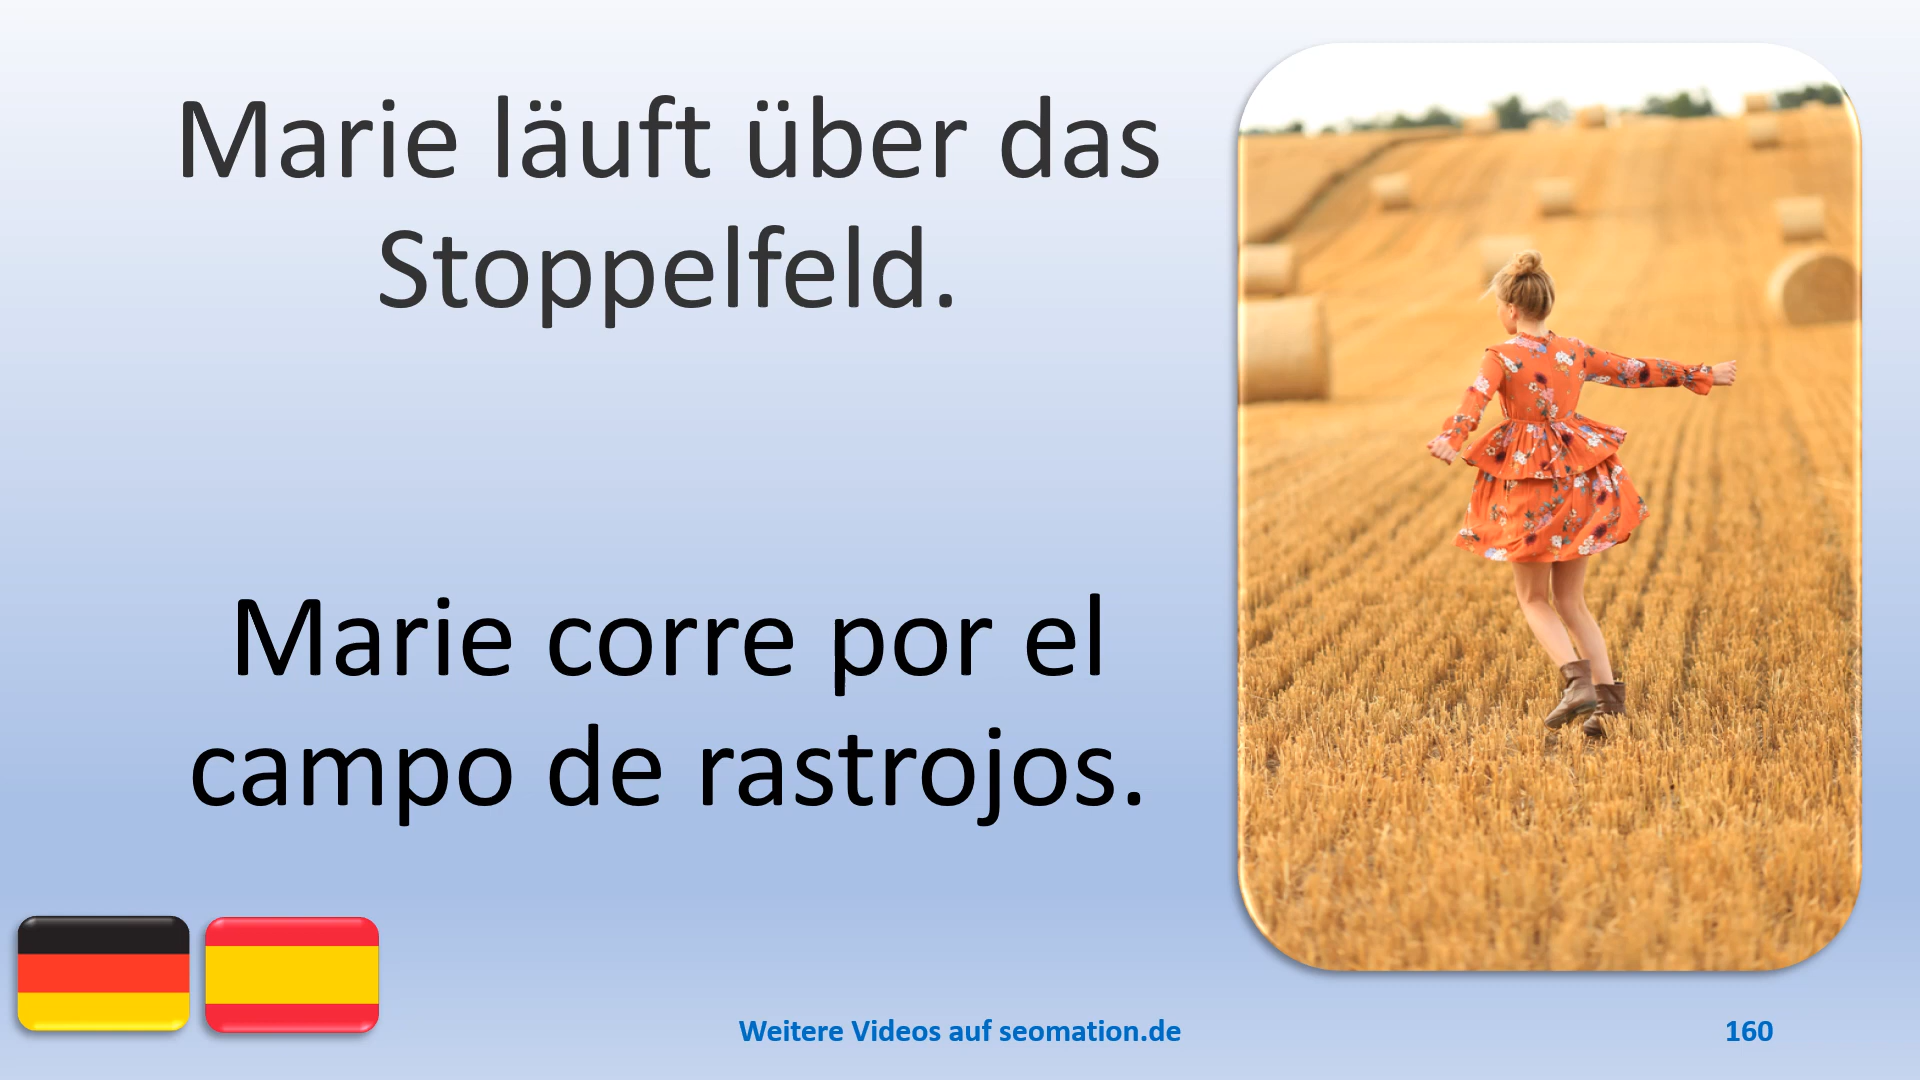 Marie läuft über das
Stoppelfeld.
Marie corre por el
campo de rastrojos.
Weitere Videos auf seomation.de
160